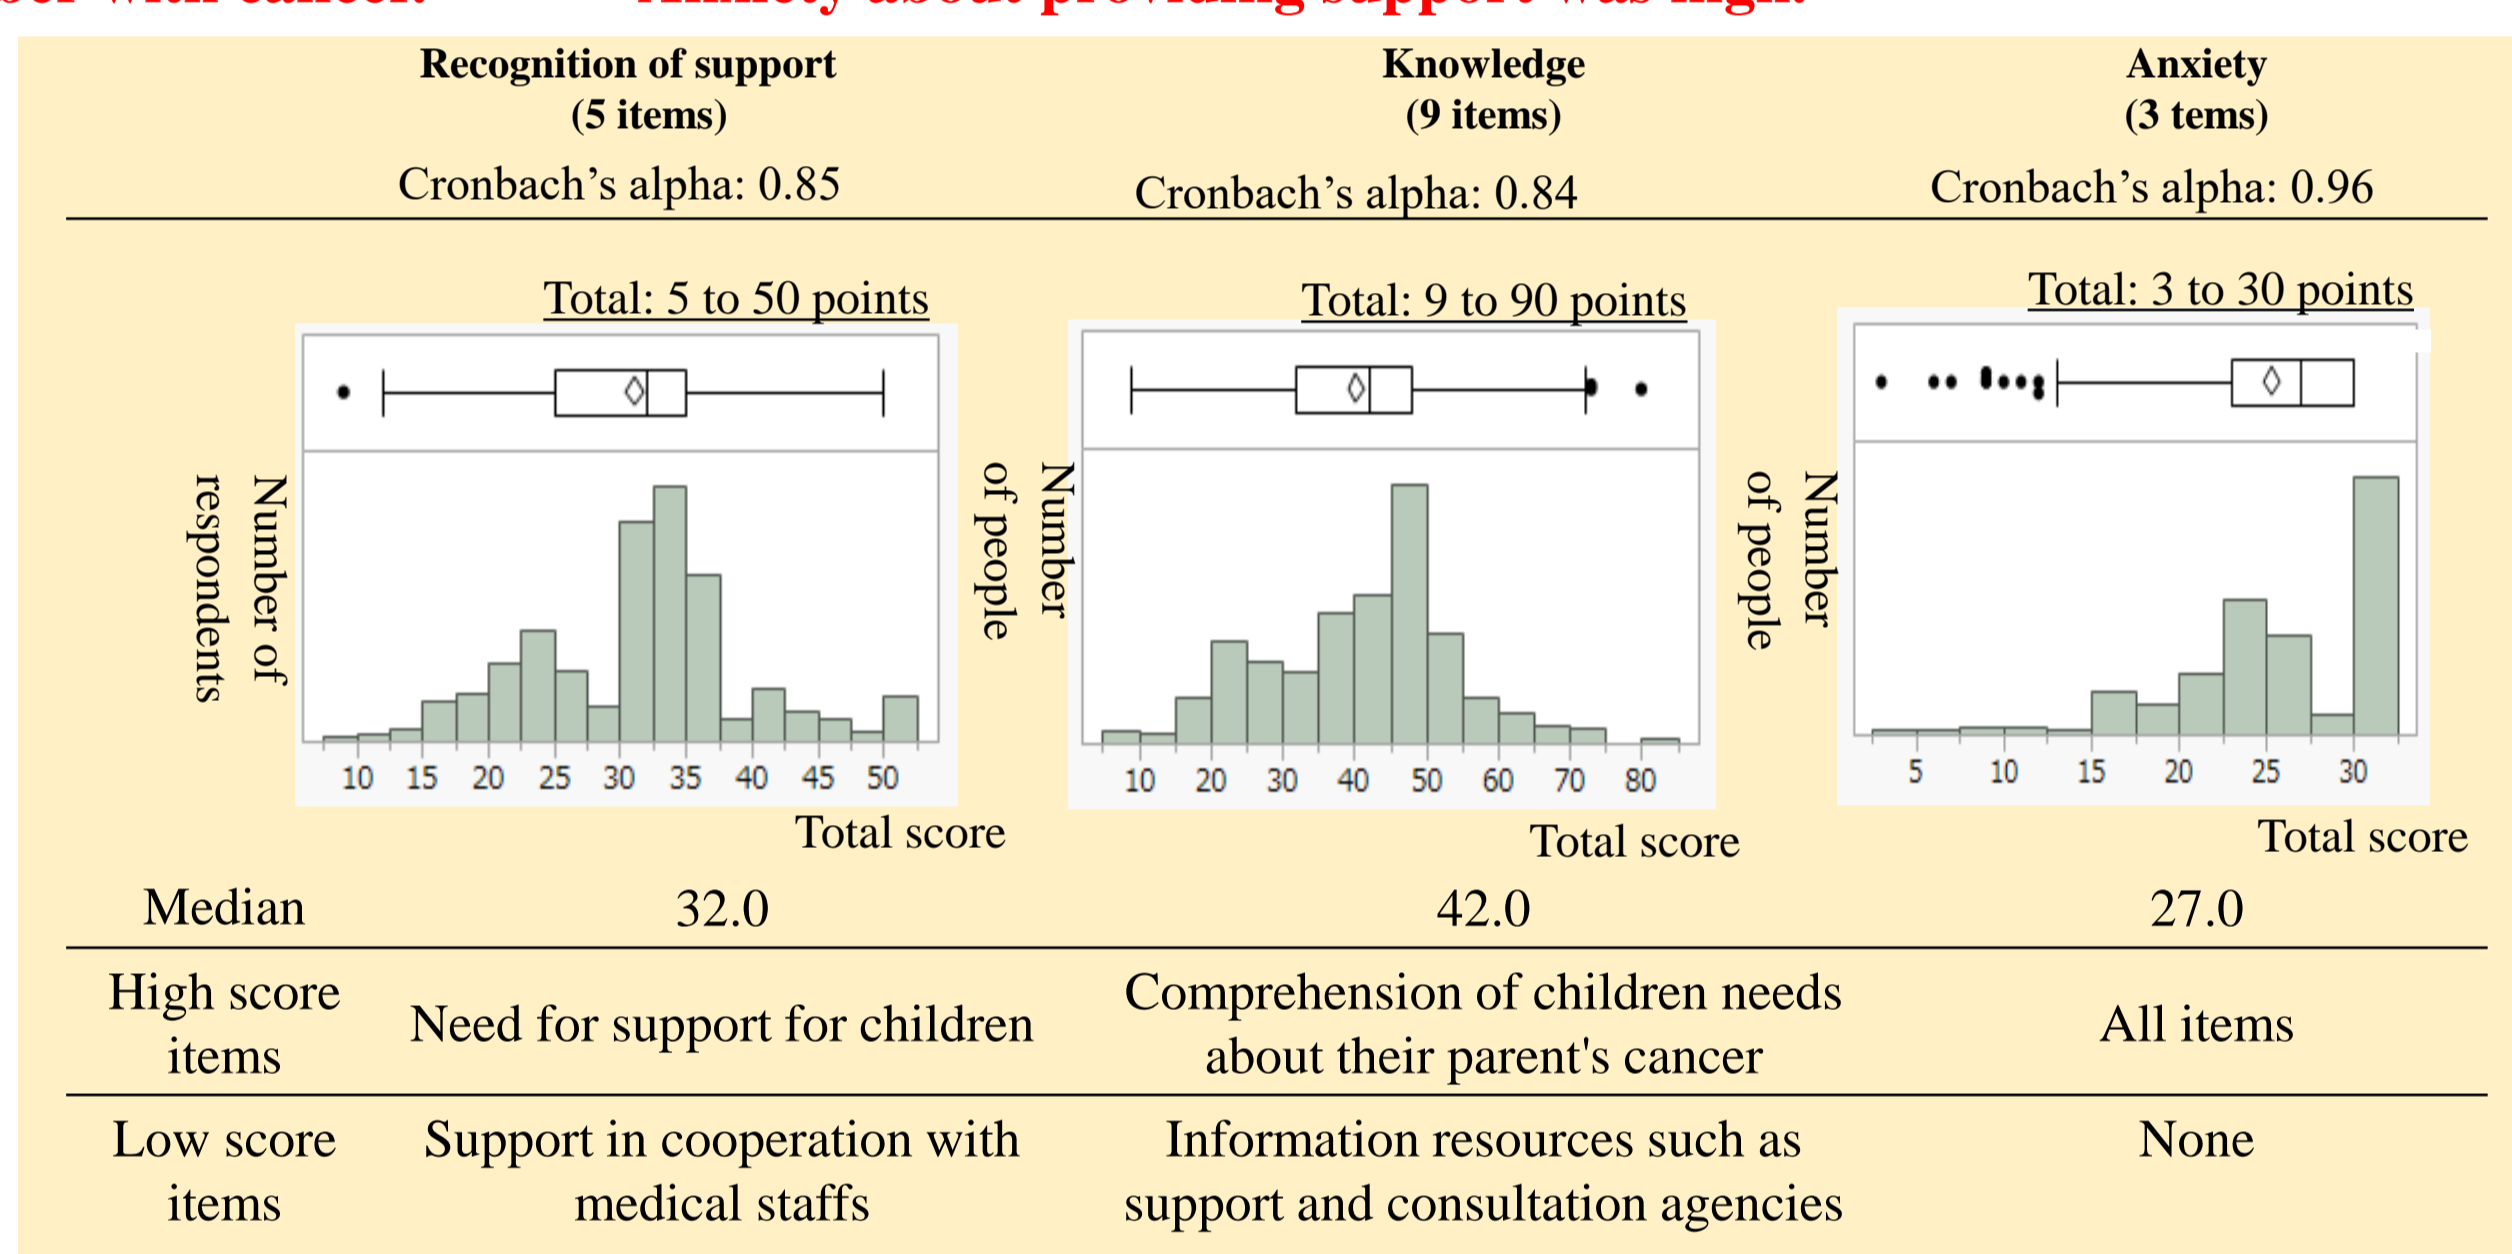 Recognition of support
(5 items)
Cronbach’s alpha: 0.85
Knowledge
(9 items)
Cronbach’s alpha: 0.84
Anxiety
(3 tems)
Cronbach’s alpha: 0.96
Total: 5 to 50 points
Number of
respondents
10 15 20 25 30 35 40 45 50
Total score
Total: 9 to 90 points
Number
of people
10 20 30 40 50 60 70 80
Total score
Total: 3 to 30 points
Number
of people
5 10 15 20 25 30
Total score
Median 32.0 42.0 27.0
High score
items
Need for support for children
Comprehension of children needs
about their parent's cancer
All items
Low score
items
Support in cooperation with
medical staffs
Information resources such as
support and consultation agencies
None